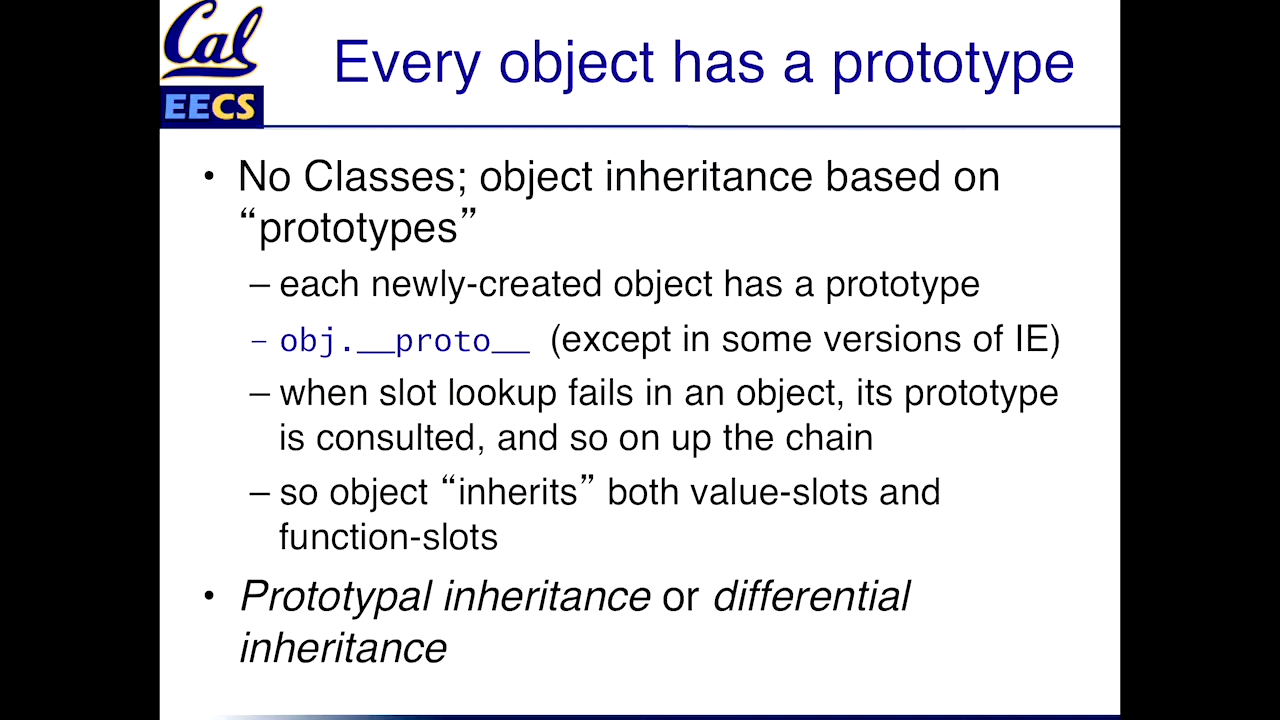 Cal
EECS
Every object has a prototype
• No Classes; object inheritance based on
“prototypes”
– each newly-created object has a prototype
– obj.__proto__ (except in some versions of IE)
– when slot lookup fails in an object, its prototype
is consulted, and so on up the chain
– so object “inherits” both value-slots and
function-slots
• Prototypal inheritance or differential
inheritance